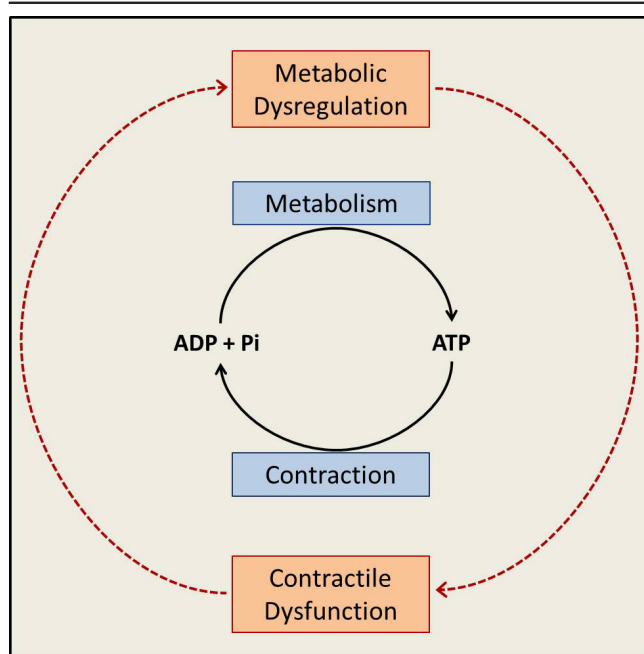 Metabolic
Dysregulation
Metabolism
ADP + Pi
ATP
Contraction
Contractile
Dysfunction